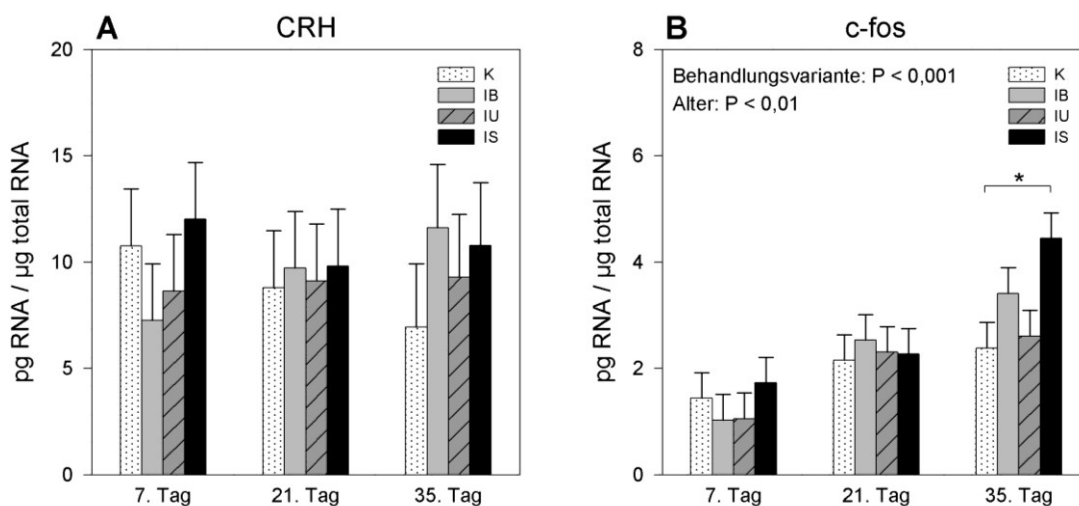 A
CRH
20
15
10
5
0
pg RNA / µg total RNA
K
IB
IU
IS
7. Tag
21. Tag
35. Tag
B
c-fos
8
6
4
2
0
pg RNA / µg total RNA
Behandlungsvariante: P < 0,001
Alter: P < 0,01
K
IB
IU
IS
*
7. Tag
21. Tag
35. Tag